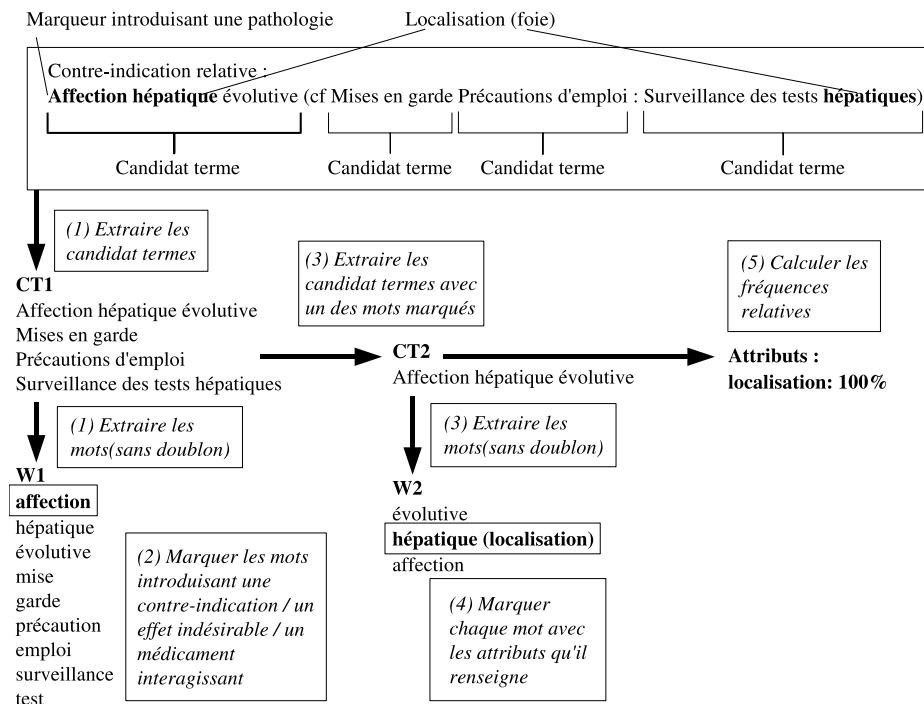 Marqueur introduisant une pathologie
Localisation (foie)
Contre-indication relative :
Affection hépatique évolutive (cf Mises en garde Précautions d'emploi : Surveillance des tests hépatiques)
Candidat terme
Candidat terme
Candidat terme
Candidat terme
(1) Extraire les
candidat termes
CT1
Affection hépatique évolutive
Mises en garde
Précautions d'emploi
Surveillance des tests hépatiques
(3) Extraire les
candidat termes avec
un des mots marqués
CT2
Affection hépatique évolutive
(5) Calculer les
fréquences
relatives
Attributs :
localisation: 100%
(1) Extraire les
mots(sans doublon)
W1
affection
hépatique
évolutive
mise
garde
précaution
emploi
surveillance
test
(2) Marquer les mots
introduisant une
contre-indication / un
effet indésirable / un
médicament
interagissant
(3) Extraire les
mots(sans doublon)
W2
évolutive
hépatique (localisation)
affection
(4) Marquer
chaque mot avec
les attributs qu'il
renseigne